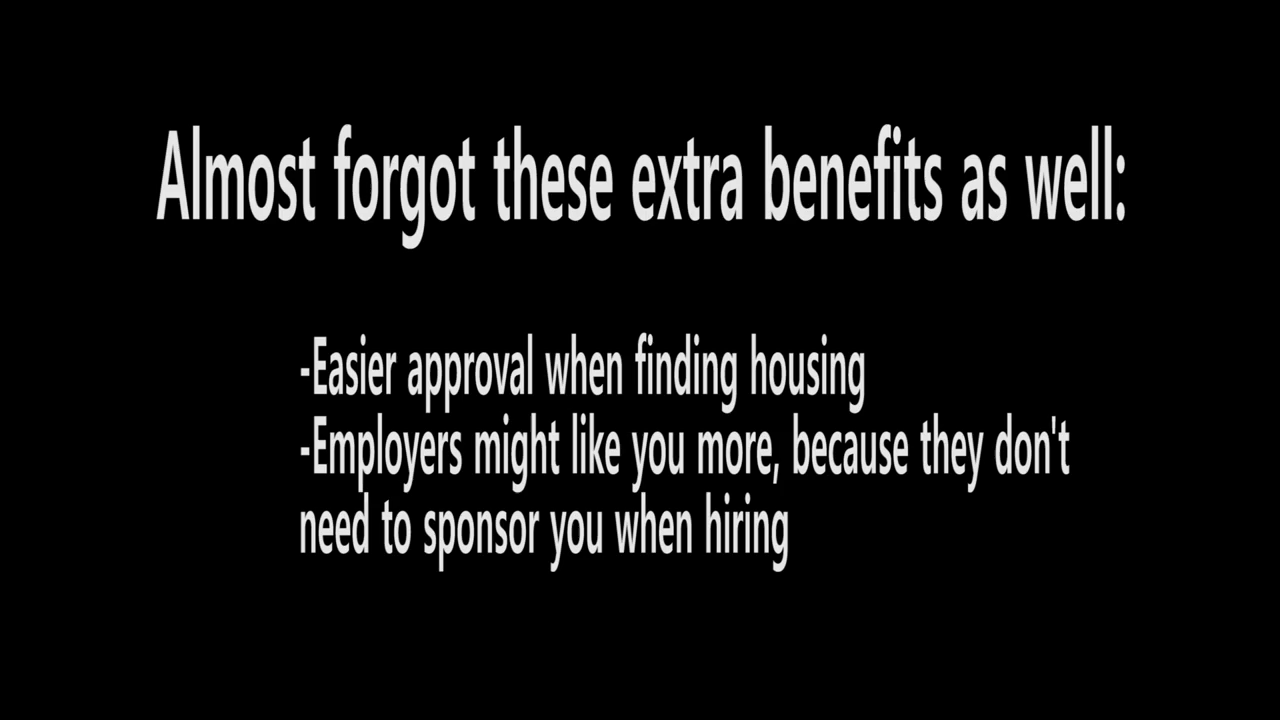 Almost forgot these extra benefits as well:
-Easier approval when finding housing
-Employers might like you more, because they don't
need to sponsor you when hiring